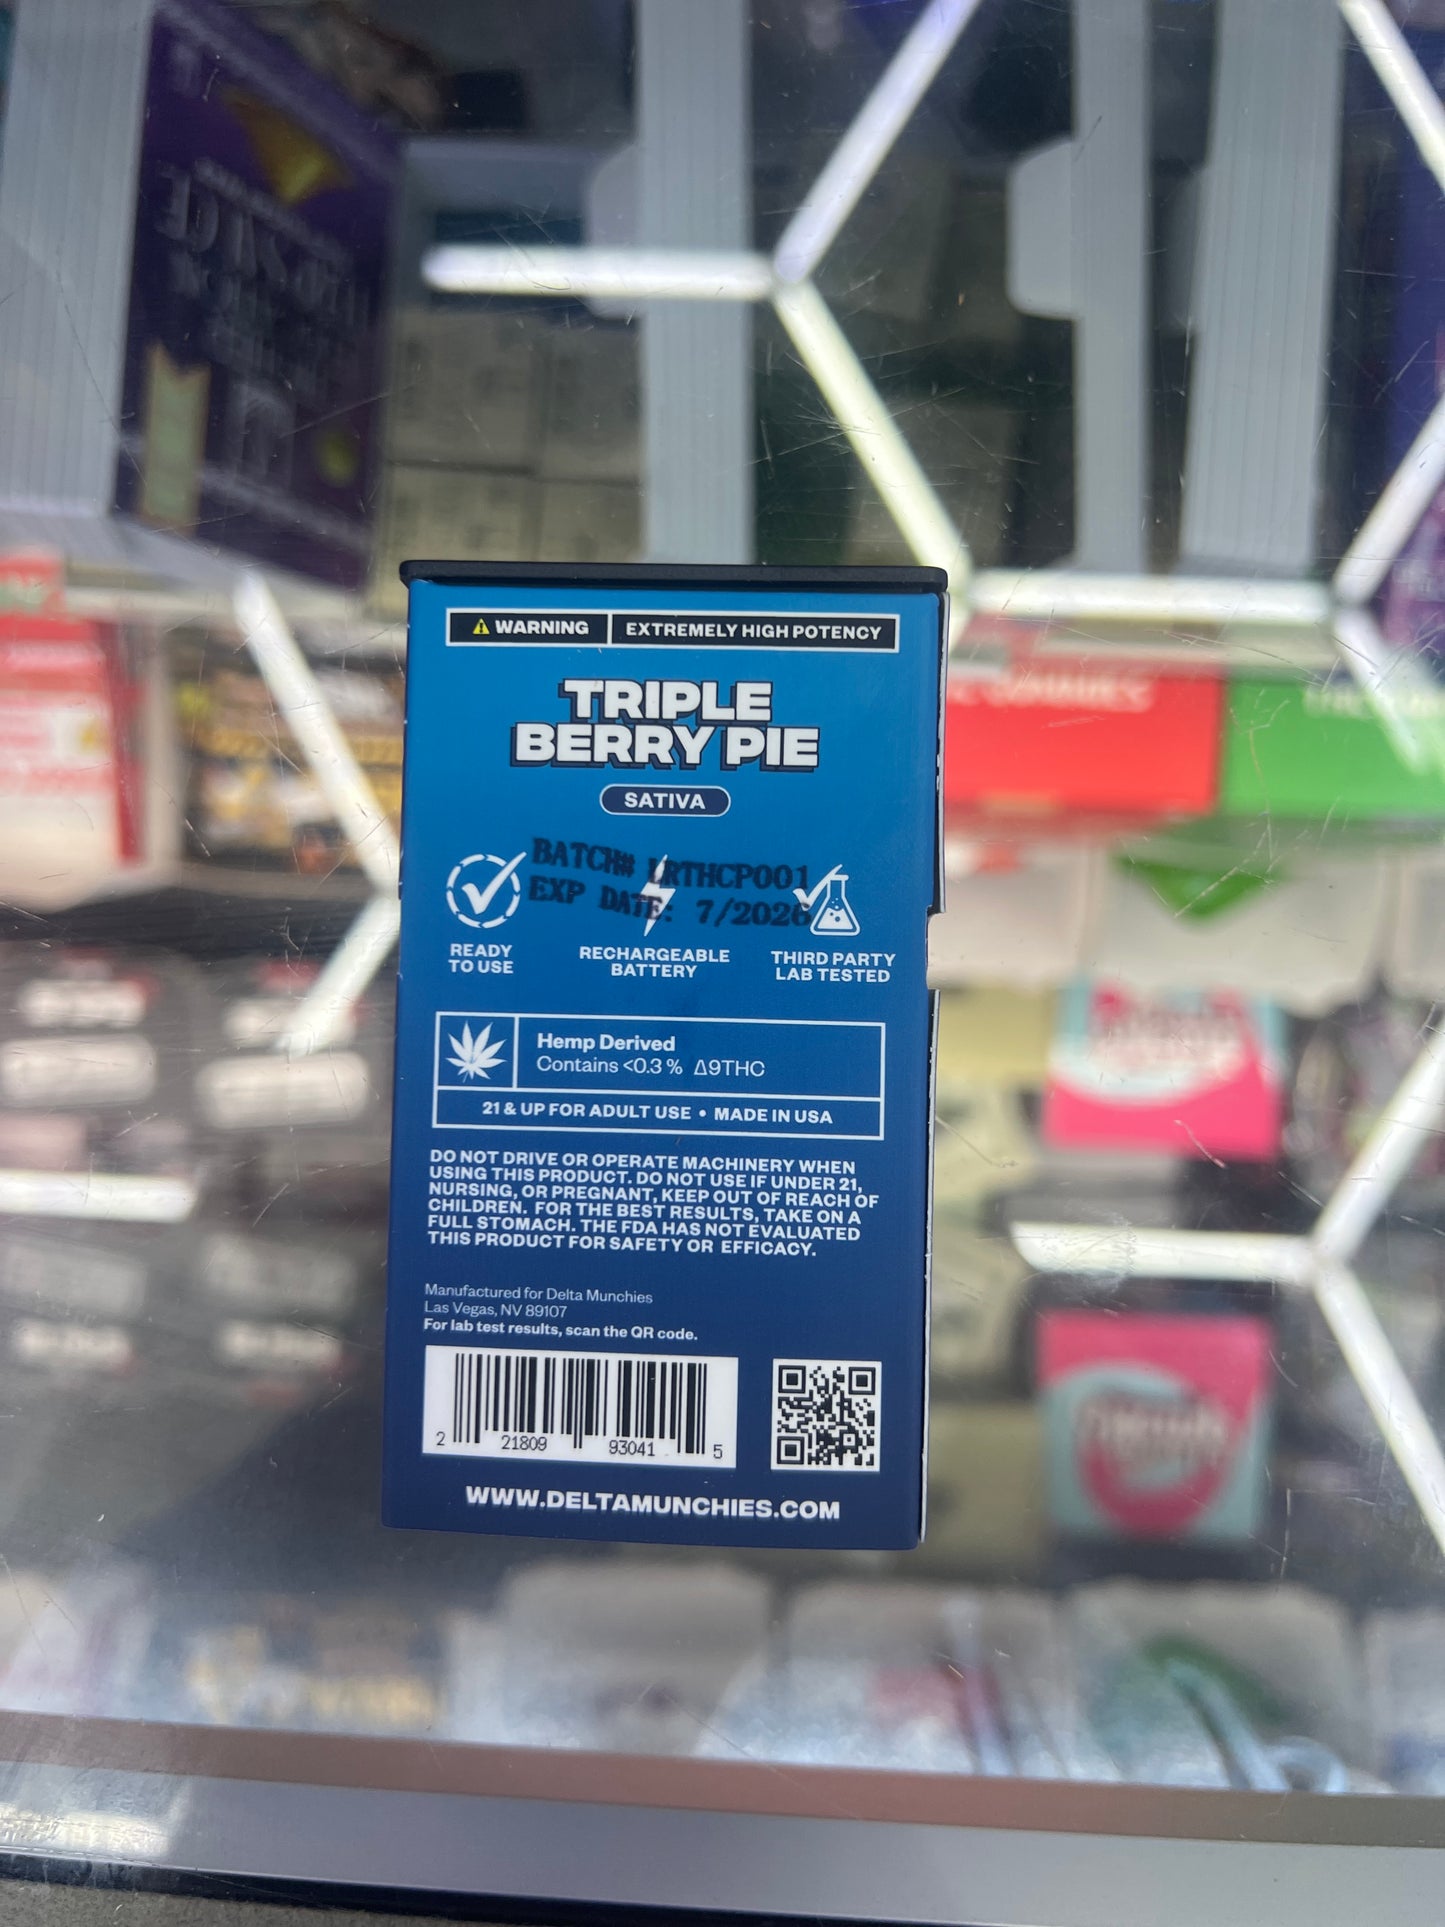 WARNING EXTREMELY HIGH POTENCY
TRIPLE
BERRY PIE
SATIVA
BATCH# LRTHCP001
EXP DATE: 7/2026
READY
TO USE
RECHARGEABLE
BATTERY
THIRD PARTY
LAB TESTED
Hemp Derived
Contains <0.3 % Δ9THC
21 & UP FOR ADULT USE • MADE IN USA
DO NOT DRIVE OR OPERATE MACHINERY WHEN
USING THIS PRODUCT. DO NOT USE IF UNDER 21,
NURSING, OR PREGNANT, KEEP OUT OF REACH OF
CHILDREN. FOR THE BEST RESULTS, TAKE ON A
FULL STOMACH. THE FDA HAS NOT EVALUATED
THIS PRODUCT FOR SAFETY OR EFFICACY.
Manufactured for Delta Munchies
Las Vegas, NV 89107
For lab test results, scan the QR code.
2 21809 93041 5
WWW.DELTAMUNCHIES.COM